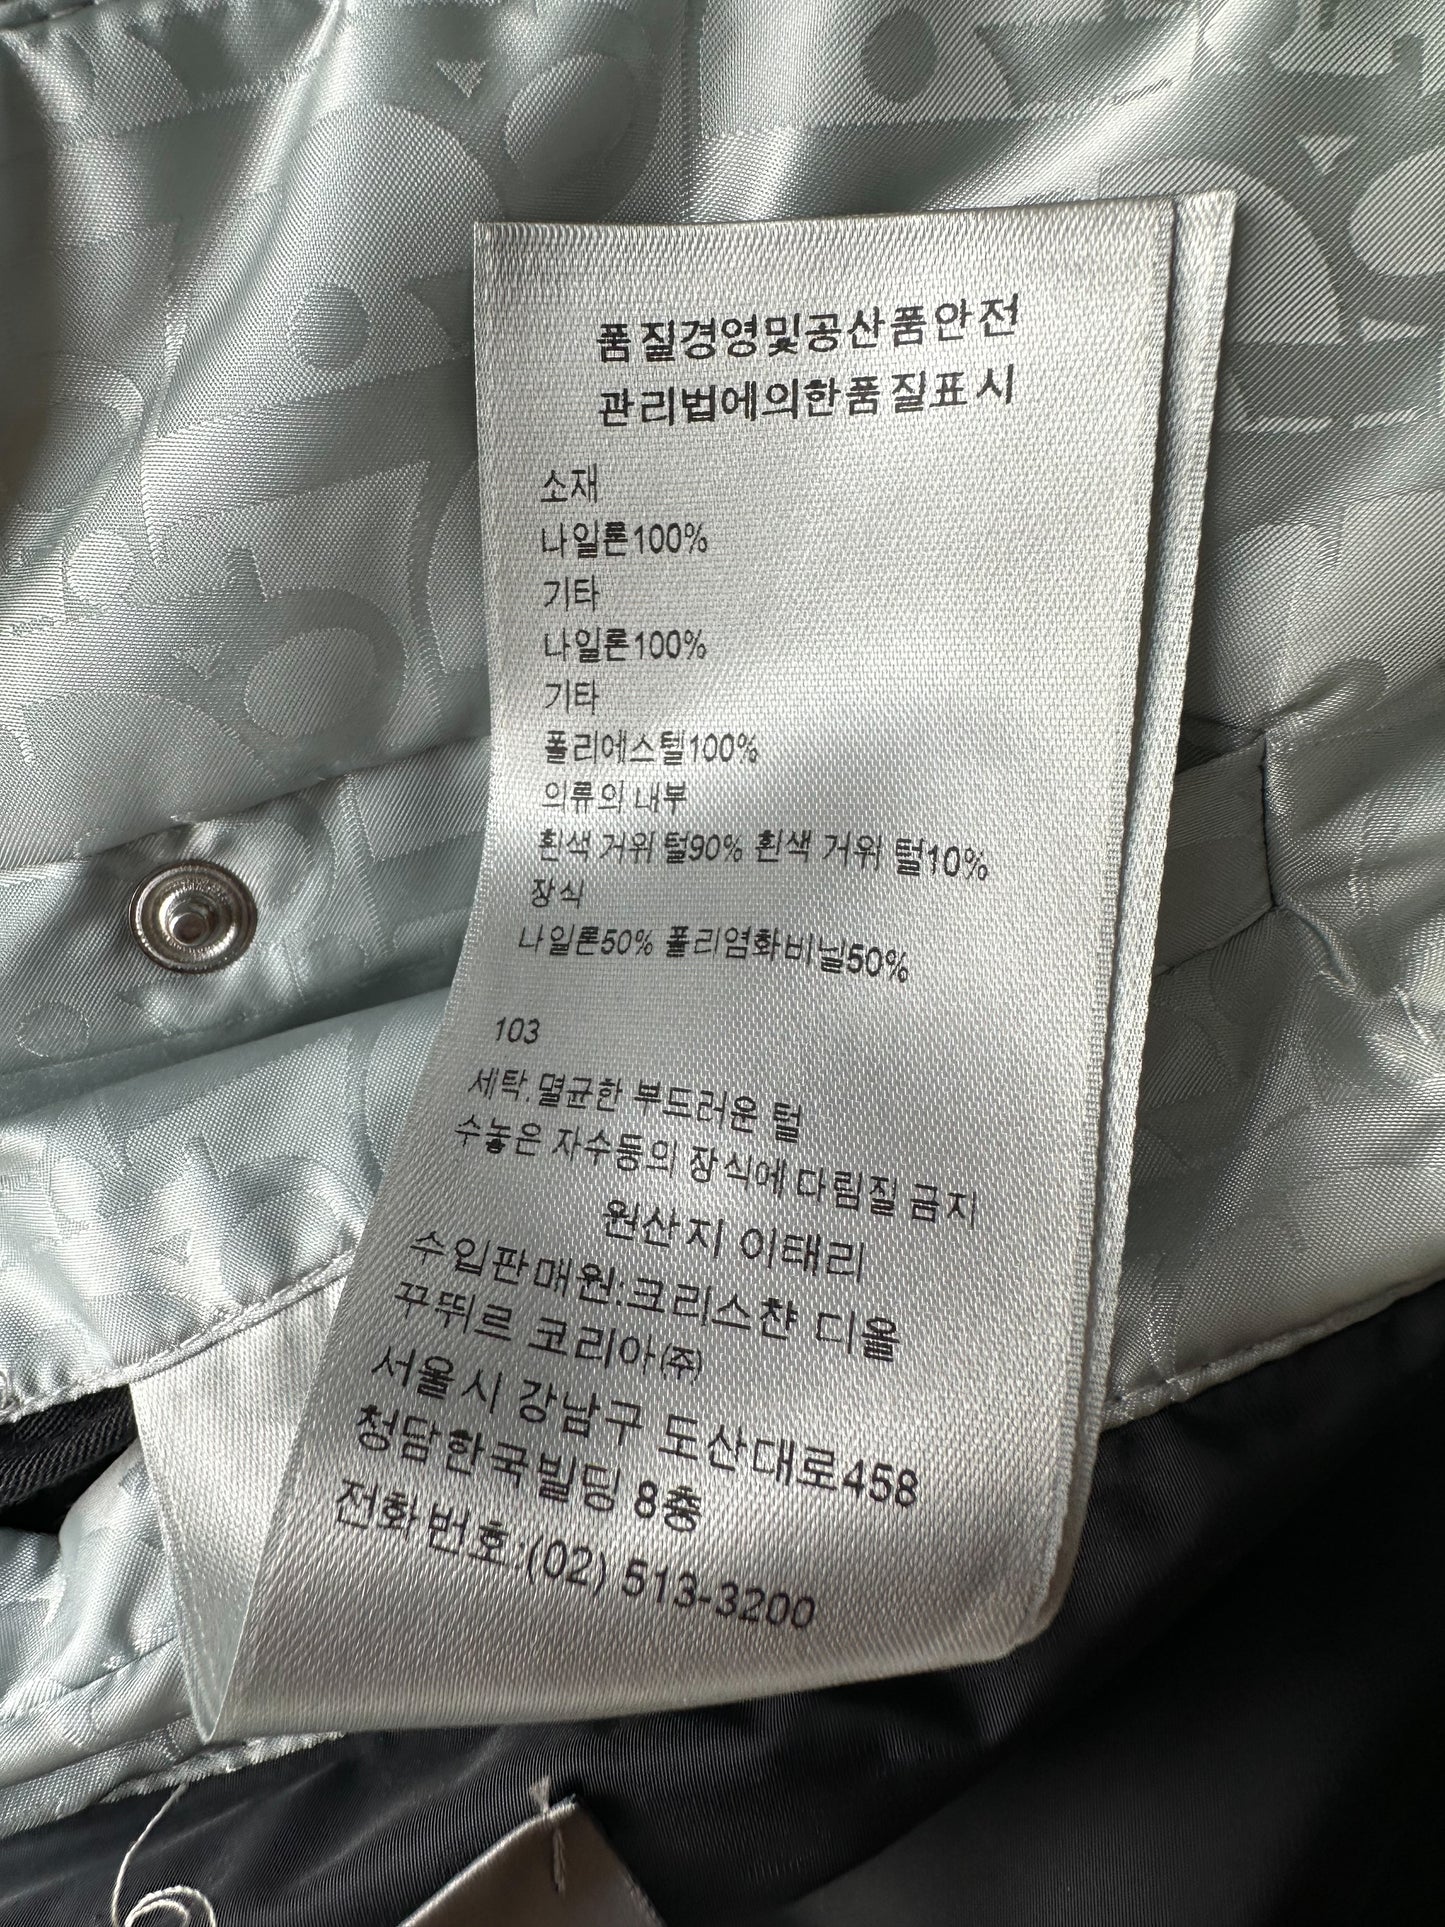 품질경영및공산품안전
관리법에의한품질표시
소재
나일론100%
기타
나일론100%
기타
폴리에스텔100%
의류의 내부
흰색 거위 털90% 흰색 거위 털10%
장식
나일론50% 폴리염화비닐50%
103
세탁.멸균한 부드러운 털
수놓은 자수등의 장식에 다림질 금지
원산지 이태리
수입판매원:크리스챤 디올
꾸뛰르 코리아㈜
서울시 강남구 도산대로458
청담한국빌딩 8층
전화번호:(02) 513-3200